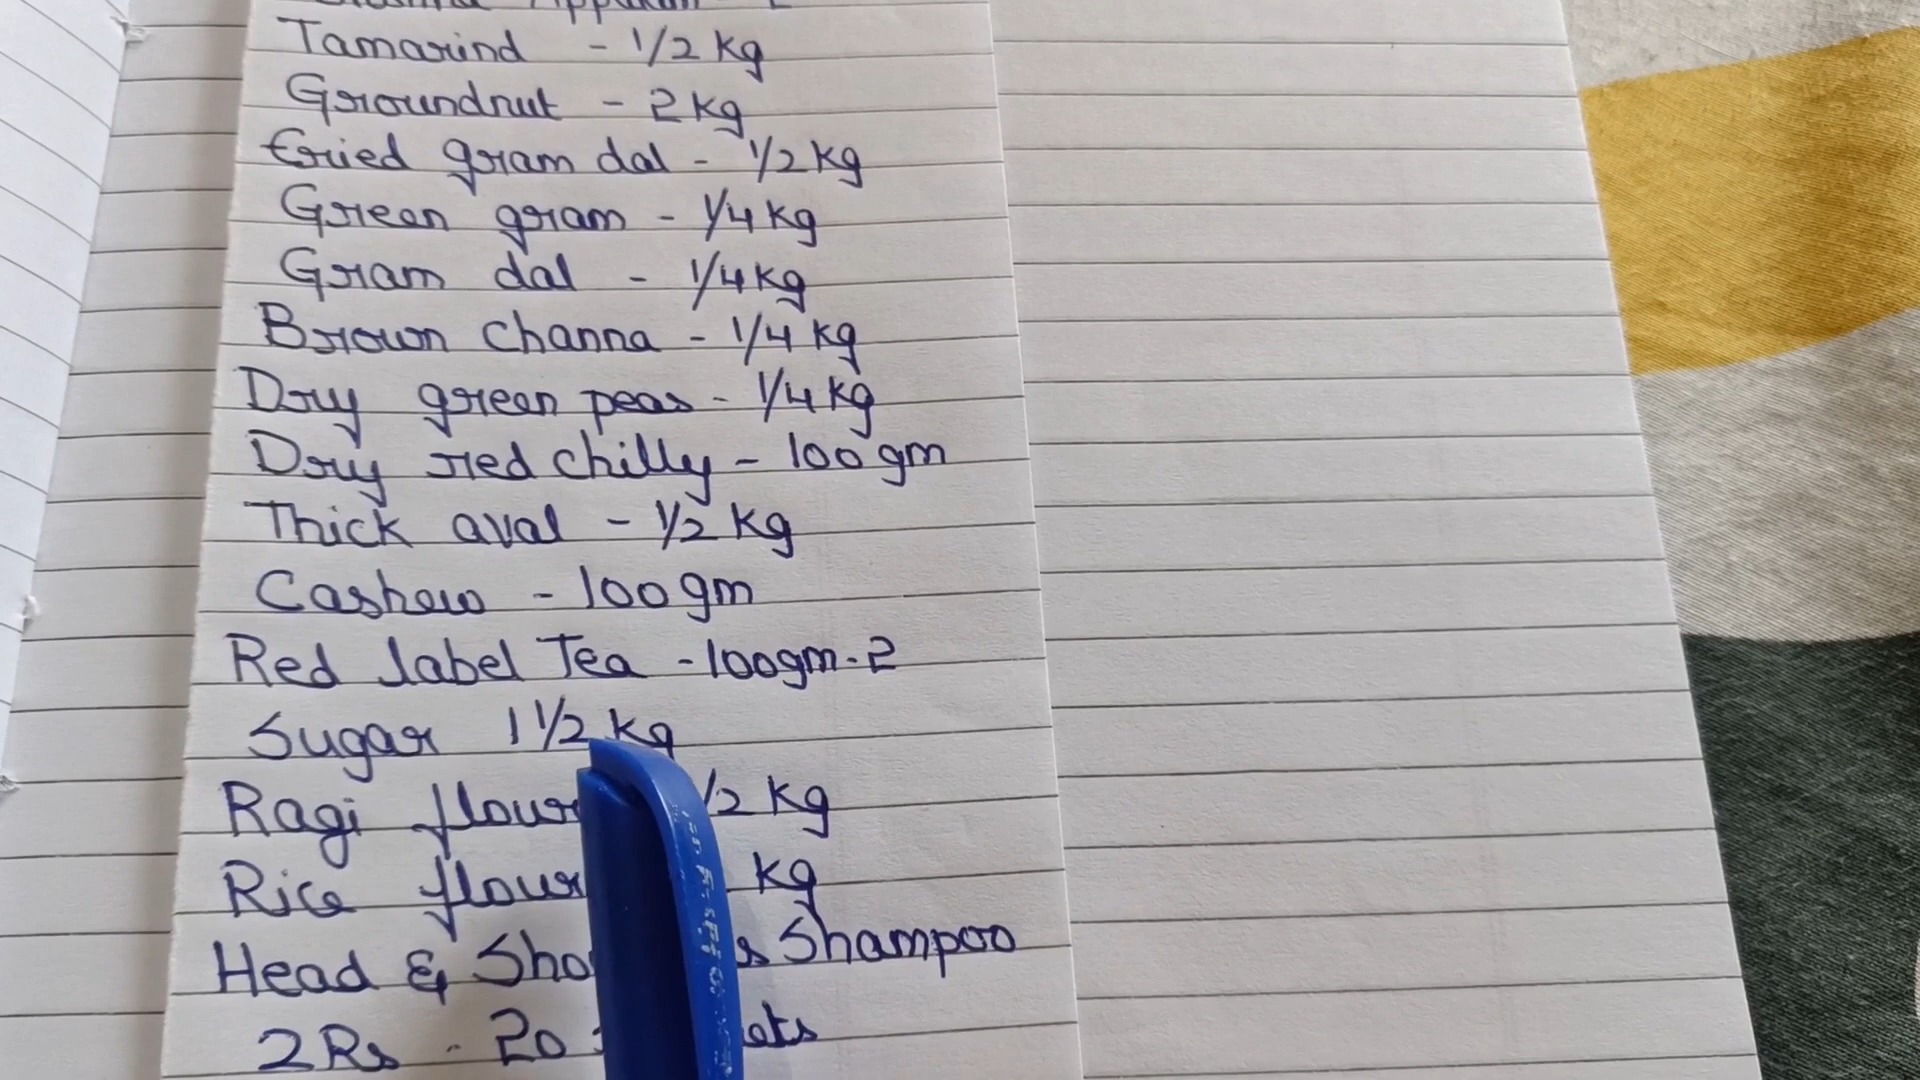 Tamarind - 1/2 kg
Groundnut - 2 kg
Fried gram dal - 1/2 kg
Green gram - 1/4 kg
Gram dal - 1/4 kg
Brown channa - 1/4 kg
Dry green peas - 1/4 kg
Dry red chilly - 100 gm
Thick aval - 1/2 kg
Cashew - 100 gm
Red label Tea - 100gm - 2
Sugar 1 1/2 kg
Ragi flour /2 kg
Rice flour kg
Head & Shampoo
2 Rs - 20